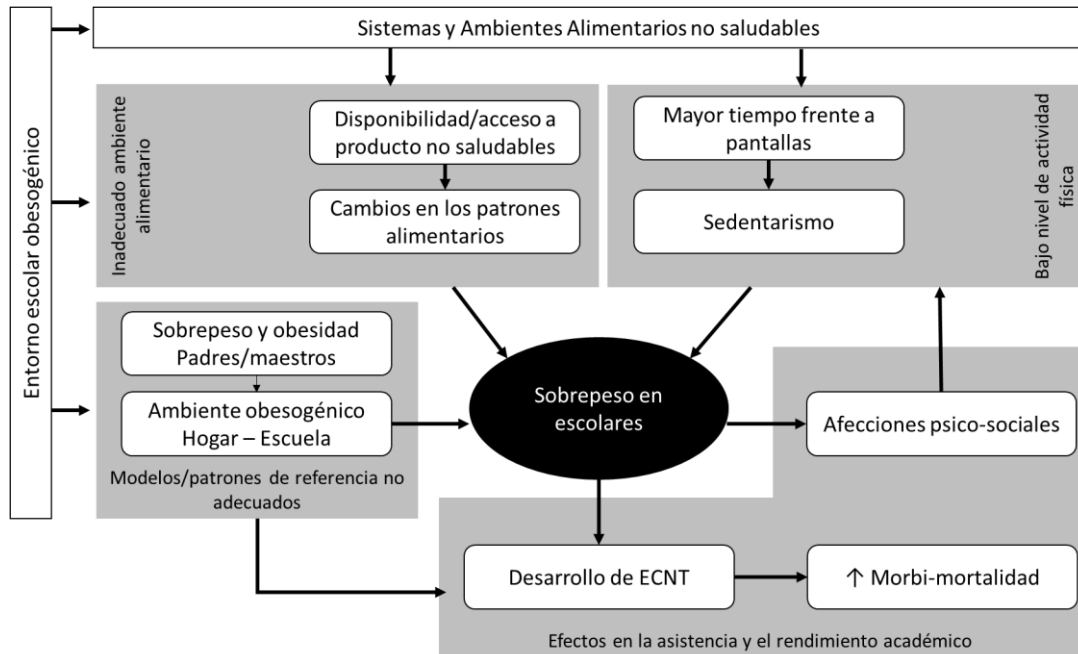 Entorno escolar obesogénico
Sistemas y Ambientes Alimentarios no saludables
Inadecuado ambiente
alimentario
Disponibilidad/acceso a
producto no saludables
Cambios en los patrones
alimentarios
Mayor tiempo frente a
pantallas
Sedentarismo
Bajo nivel de actividad
física
Sobrepeso y obesidad
Padres/maestros
Ambiente obesogénico
Hogar – Escuela
Modelos/patrones de referencia no
adecuados
Sobrepeso en
escolares
Afecciones psico-sociales
Desarrollo de ECNT
↑ Morbi-mortalidad
Efectos en la asistencia y el rendimiento académico